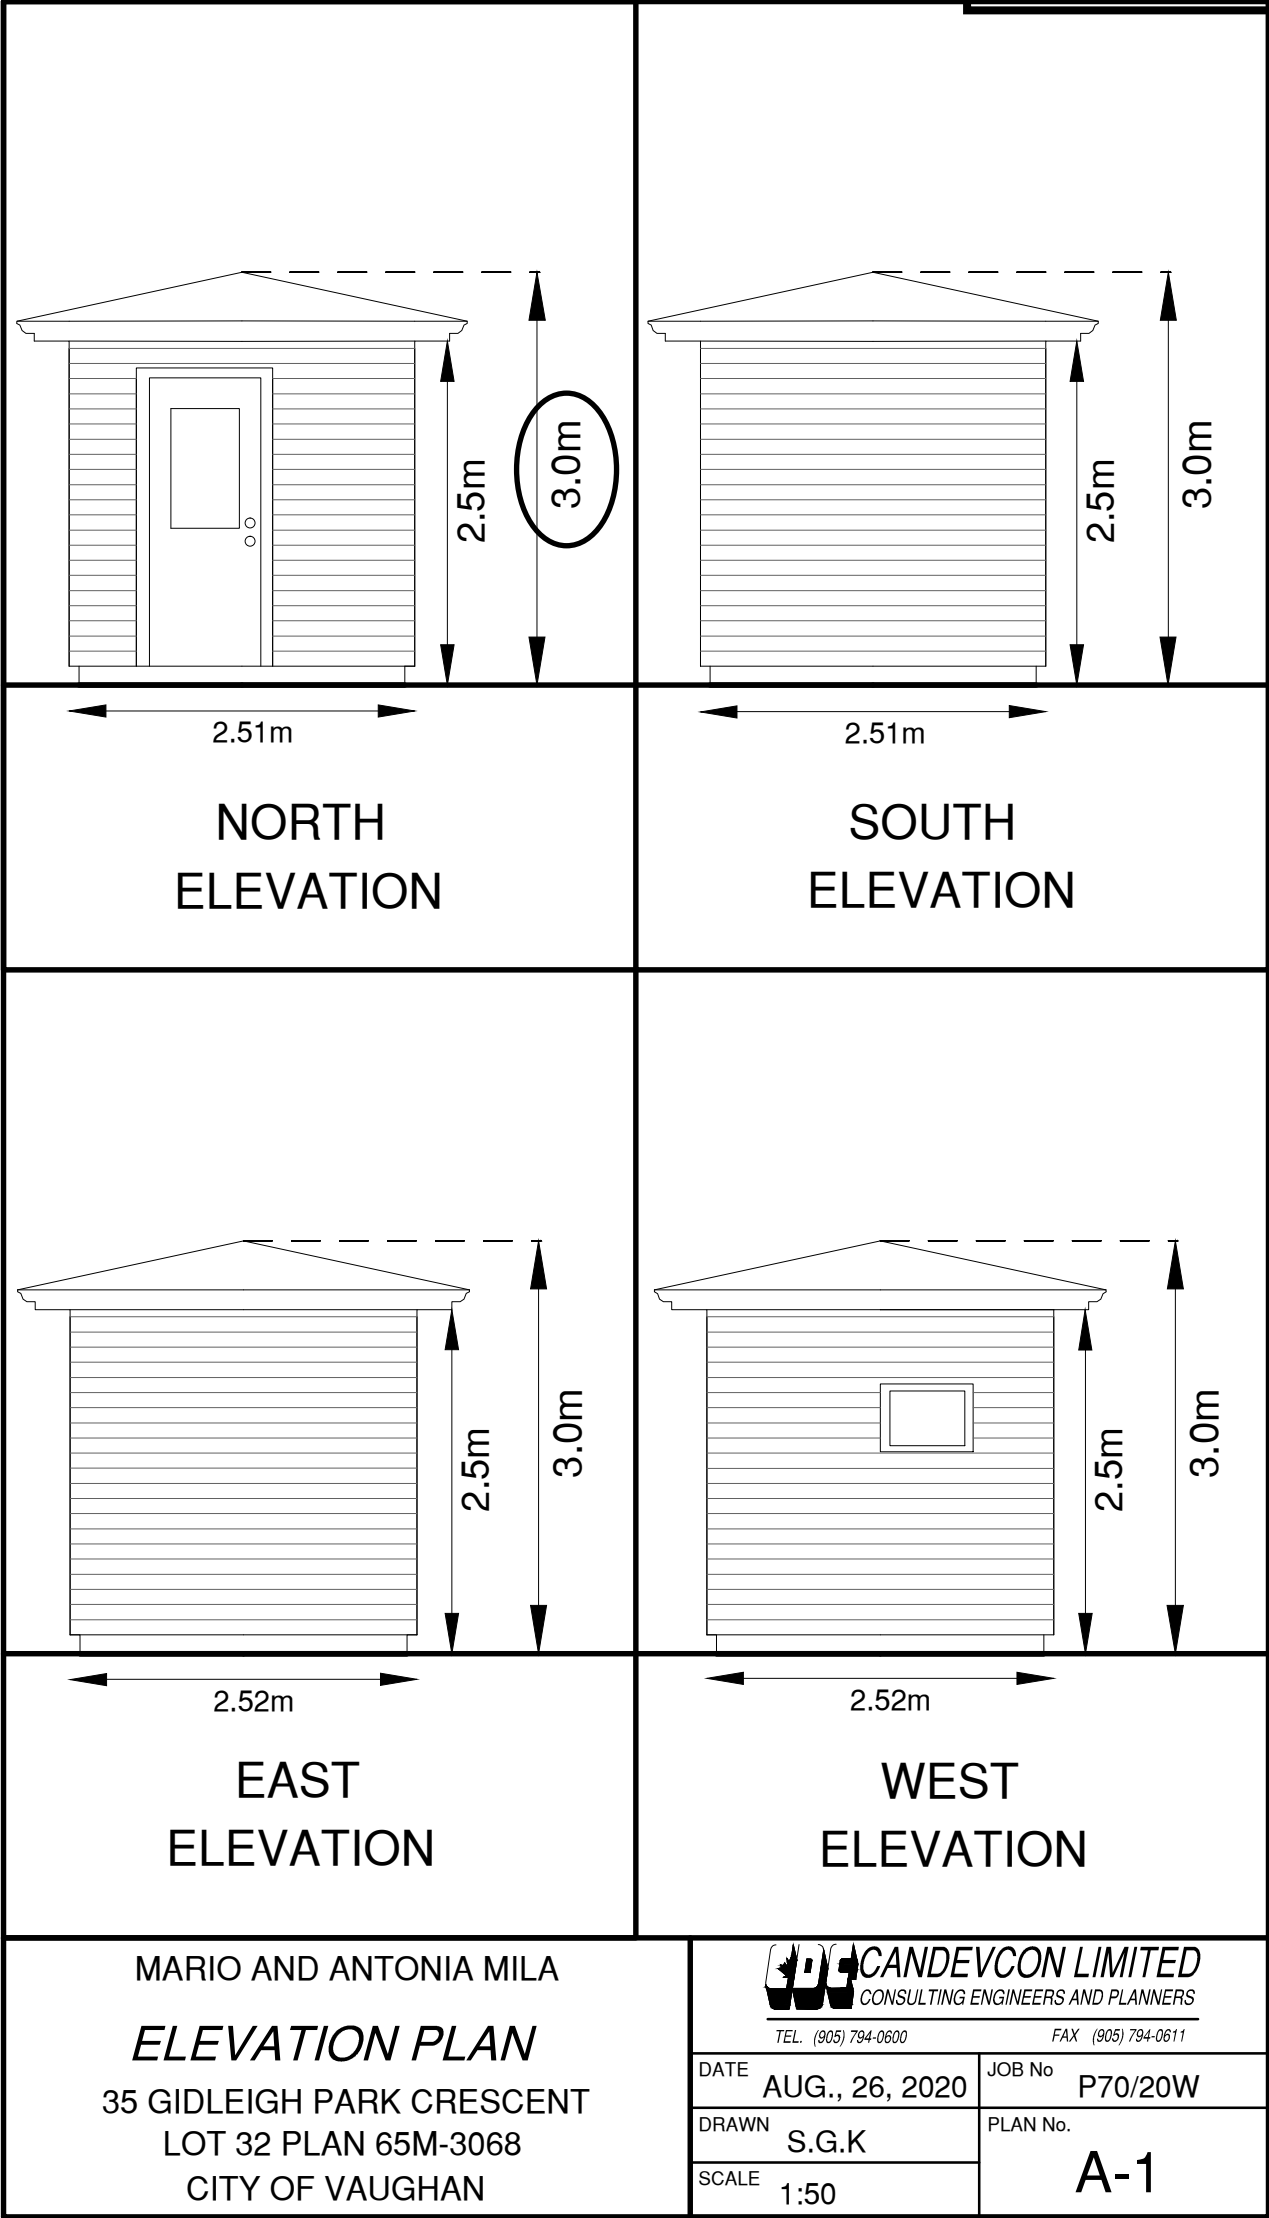 2.5m
3.0m
2.51m
NORTH
ELEVATION
2.5m
3.0m
2.51m
SOUTH
ELEVATION
2.5m
3.0m
2.52m
EAST
ELEVATION
2.5m
3.0m
2.52m
WEST
ELEVATION
MARIO AND ANTONIA MILA
ELEVATION PLAN
35 GIDLEIGH PARK CRESCENT
LOT 32 PLAN 65M-3068
CITY OF VAUGHAN
CDC CANDEVCON LIMITED
CONSULTING ENGINEERS AND PLANNERS
TEL. (905) 794-0600 FAX (905) 794-0611
DATE AUG., 26, 2020
JOB No P70/20W
DRAWN S.G.K
PLAN No. A-1
SCALE 1:50